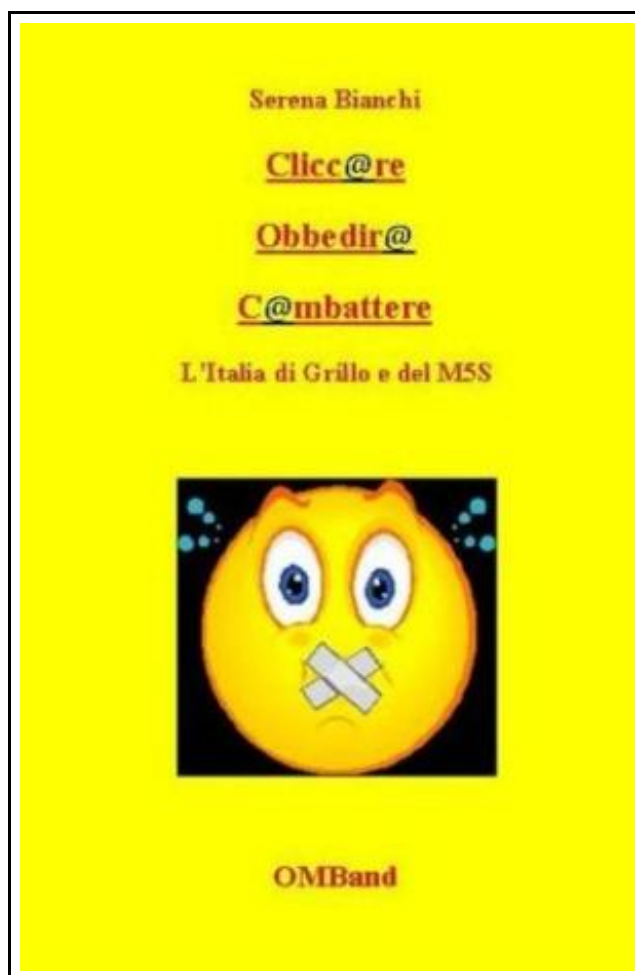 Serena Bianchi
Clicc@re
Obbedir@
C@mbattere
L'Italia di Grillo e del M5S
OMBand